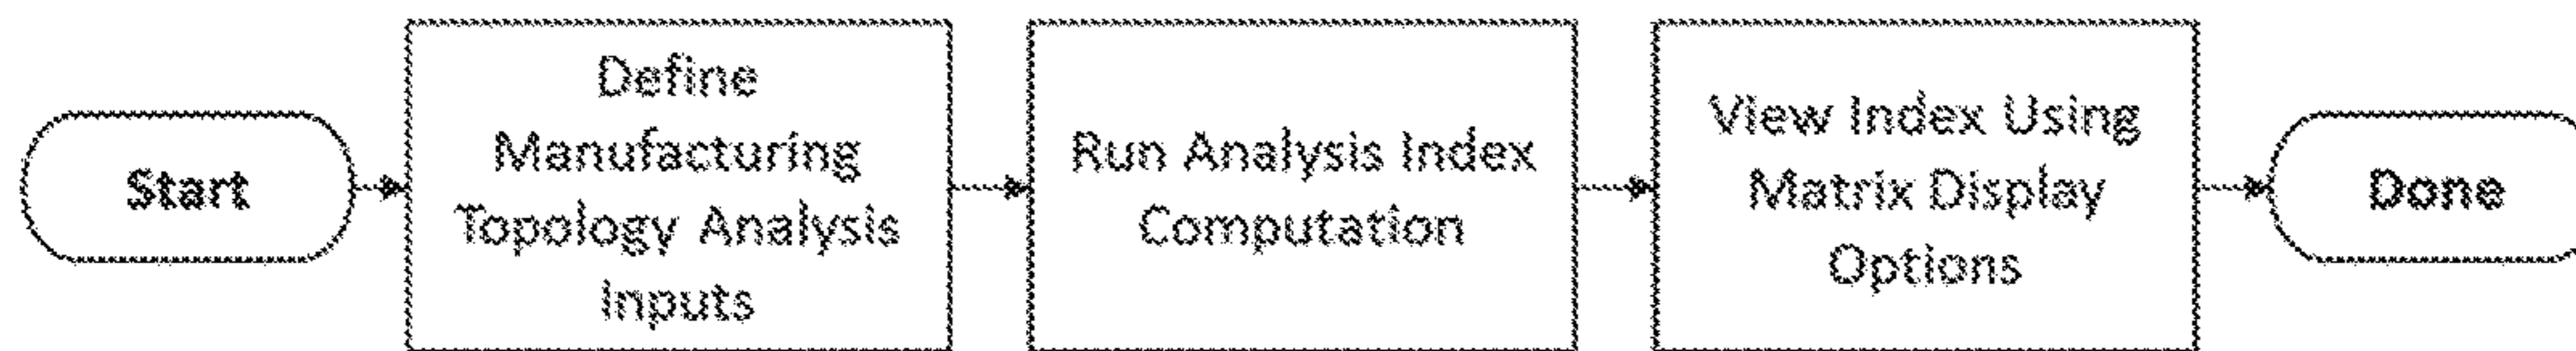 Start
Define
Manufacturing
Topology Analysis
Inputs
Run Analysis Index
Computation
View Index Using
Matrix Display
Options
Done